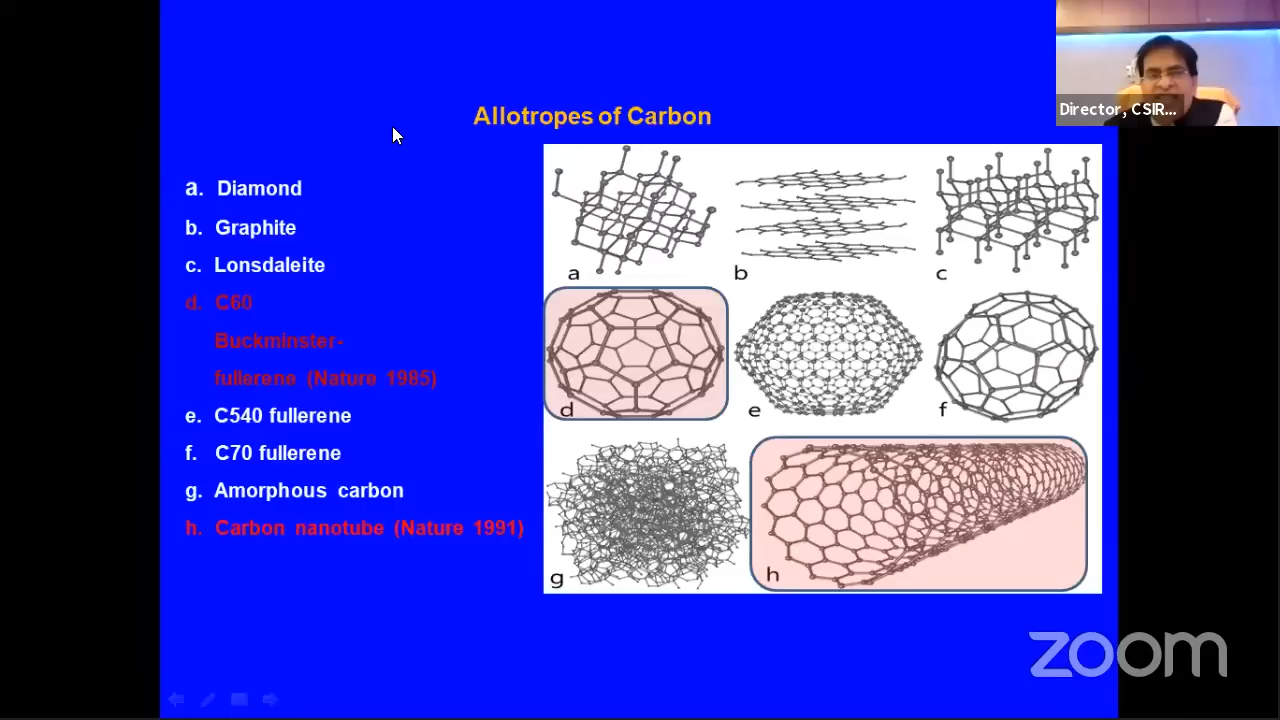 Director, CSIR...
Allotropes of Carbon
a. Diamond
b. Graphite
c. Lonsdaleite
d. C60
Buckminster-
fullerene (Nature 1985)
e. C540 fullerene
f. C70 fullerene
g. Amorphous carbon
h. Carbon nanotube (Nature 1991)
a b c
d e f
g h
zoom